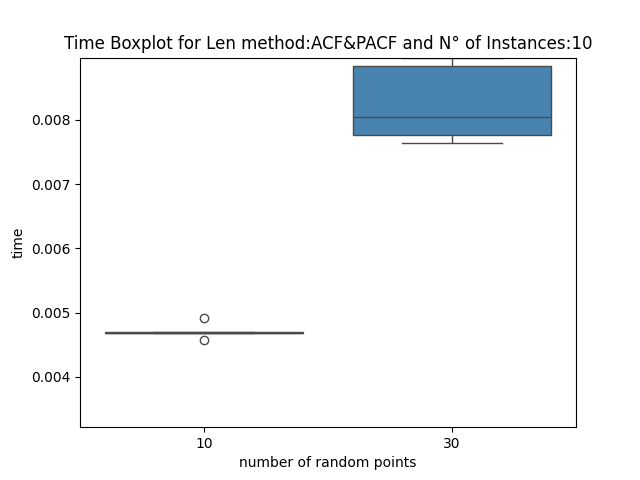 Time Boxplot for Len method:ACF&PACF and N° of Instances:10
0.008
0.007
0.006
0.005
0.004
time
10 30
number of random points